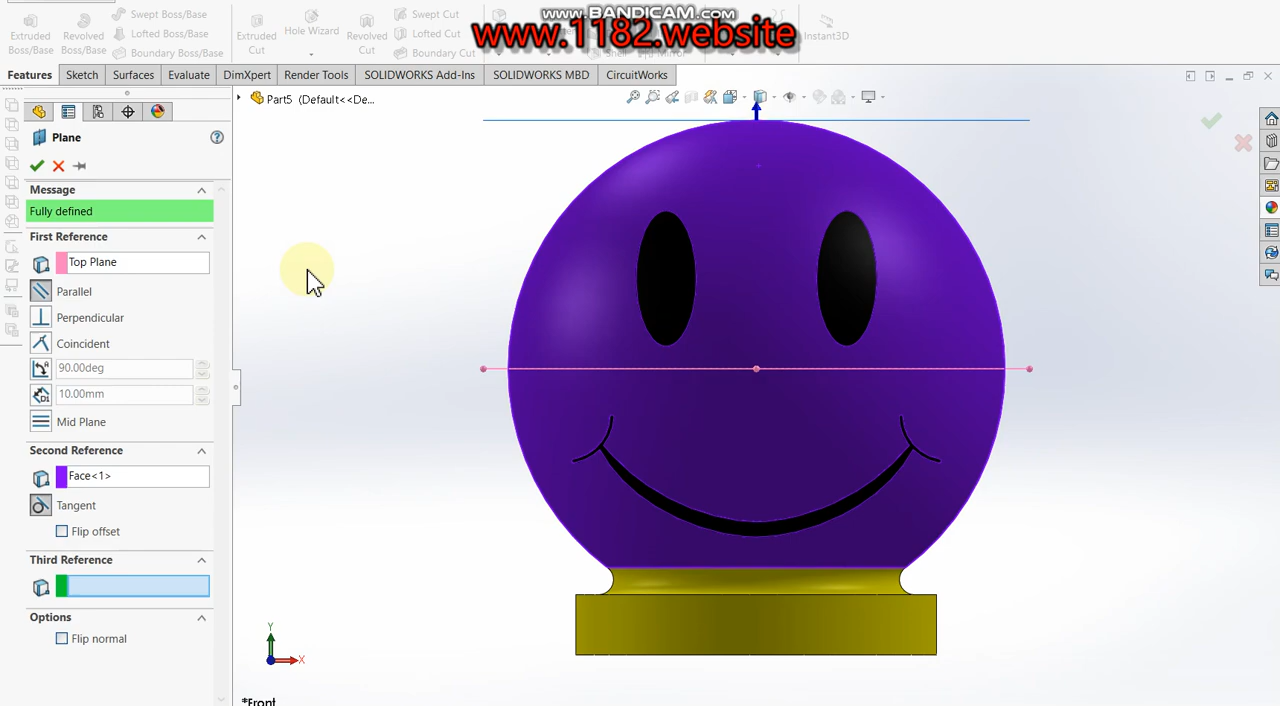 www.BANDICAM.com
www.1182.website
Extruded Boss/Base
Revolved Boss/Base
Swept Boss/Base
Lofted Boss/Base
Boundary Boss/Base
Extruded Cut
Hole Wizard
Revolved Cut
Swept Cut
Lofted Cut
Boundary Cut
Shell
Mirror
Instant3D
Features
Sketch
Surfaces
Evaluate
DimXpert
Render Tools
SOLIDWORKS Add-Ins
SOLIDWORKS MBD
CircuitWorks
Part5 (Default<<De...
Plane
Message
Fully defined
First Reference
Top Plane
Parallel
Perpendicular
Coincident
90.00deg
10.00mm
Mid Plane
Second Reference
Face<1>
Tangent
Flip offset
Third Reference
Options
Flip normal
Y
X
*Front